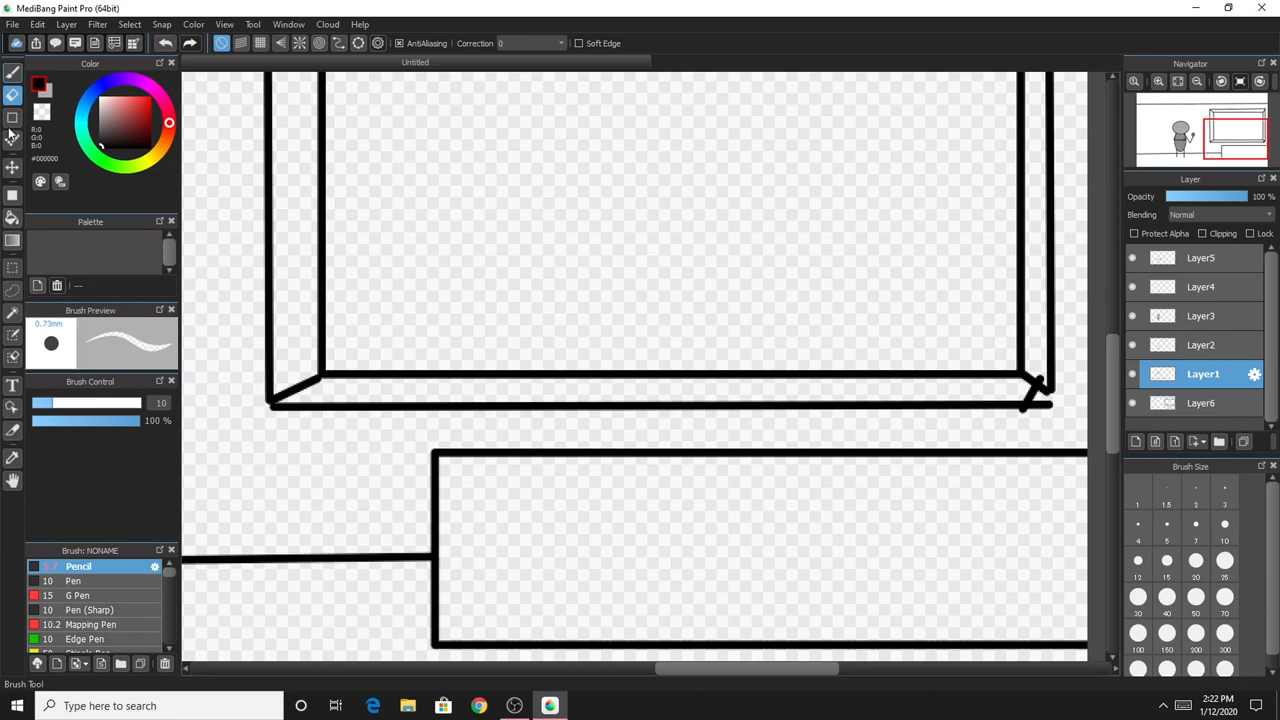 MediBang Paint Pro (64bit)
File Edit Layer Filter Select Snap Color View Tool Window Cloud Help
AntiAliasing Correction 0 Soft Edge
Untitled
Color
R:0
G:0
B:0
#000000
Palette
---
Brush Preview
0.73mm
Brush Control
10
100 %
Brush: NONAME
Pencil
10 Pen
15 G Pen
10 Pen (Sharp)
10.2 Mapping Pen
10 Edge Pen
Navigator
Layer
Opacity 100 %
Blending Normal
Protect Alpha Clipping Lock
Layer5
Layer4
Layer3
Layer2
Layer1
Layer6
Brush Size
1 1.5 2 3
4 5 7 10
12 15 20 25
30 40 50 70
100 130 200 300
Brush Tool
Type here to search
2:22 PM
1/12/2020